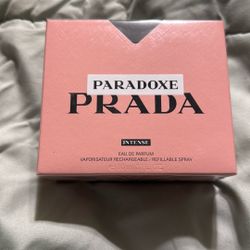 PARADOXE
PRADA
INTENSE
EAU DE PARFUM
VAPORISATEUR RECHARGEABLE / REFILLABLE SPRAY